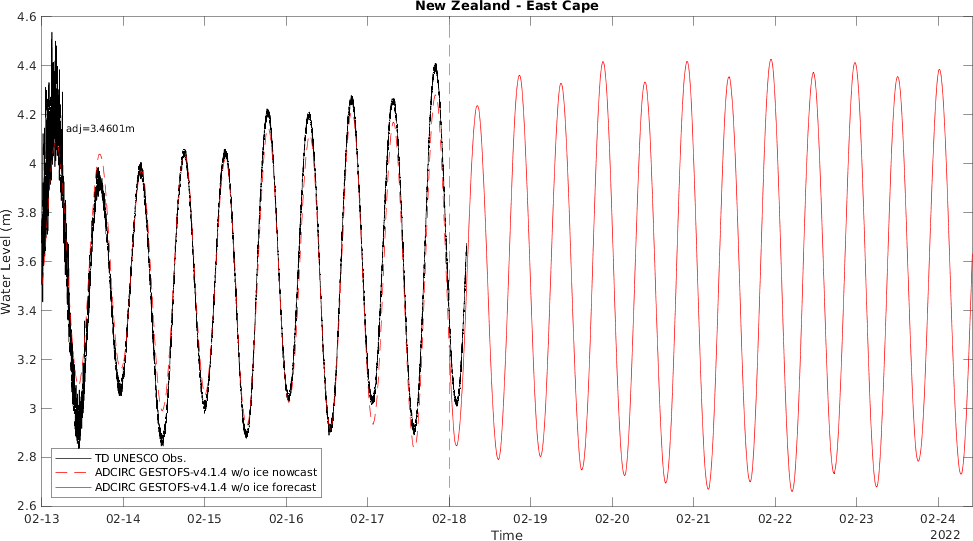 New Zealand - East Cape
4.6
4.4
4.2
4
3.8
3.6
3.4
3.2
3
2.8
2.6
Water Level (m)
adj=3.4601m
TD UNESCO Obs.
ADCIRC GESTOFS-v4.1.4 w/o ice nowcast
ADCIRC GESTOFS-v4.1.4 w/o ice forecast
02-13 02-14 02-15 02-16 02-17 02-18 02-19 02-20 02-21 02-22 02-23 02-24
Time
2022